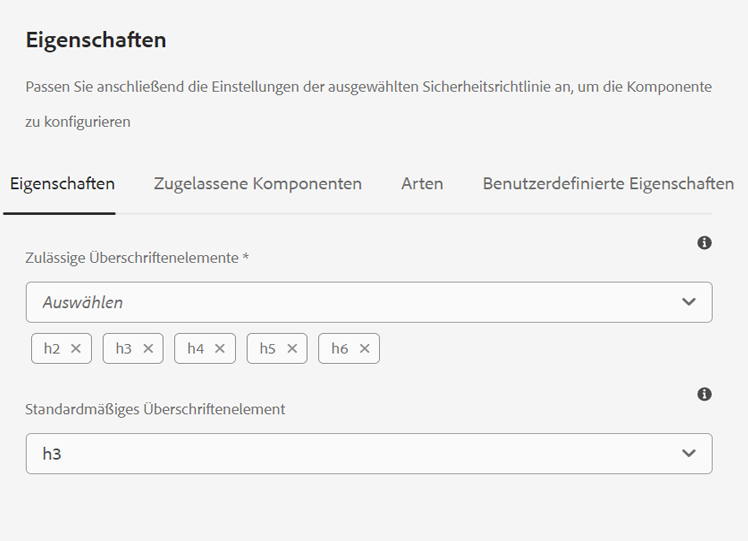 Eigenschaften
Passen Sie anschließend die Einstellungen der ausgewählten Sicherheitsrichtlinie an, um die Komponente
zu konfigurieren
Eigenschaften Zugelassene Komponenten Arten Benutzerdefinierte Eigenschaften
Zulässige Überschriftenelemente *
Auswählen
h2 h3 h4 h5 h6
Standardmäßiges Überschriftenelement
h3